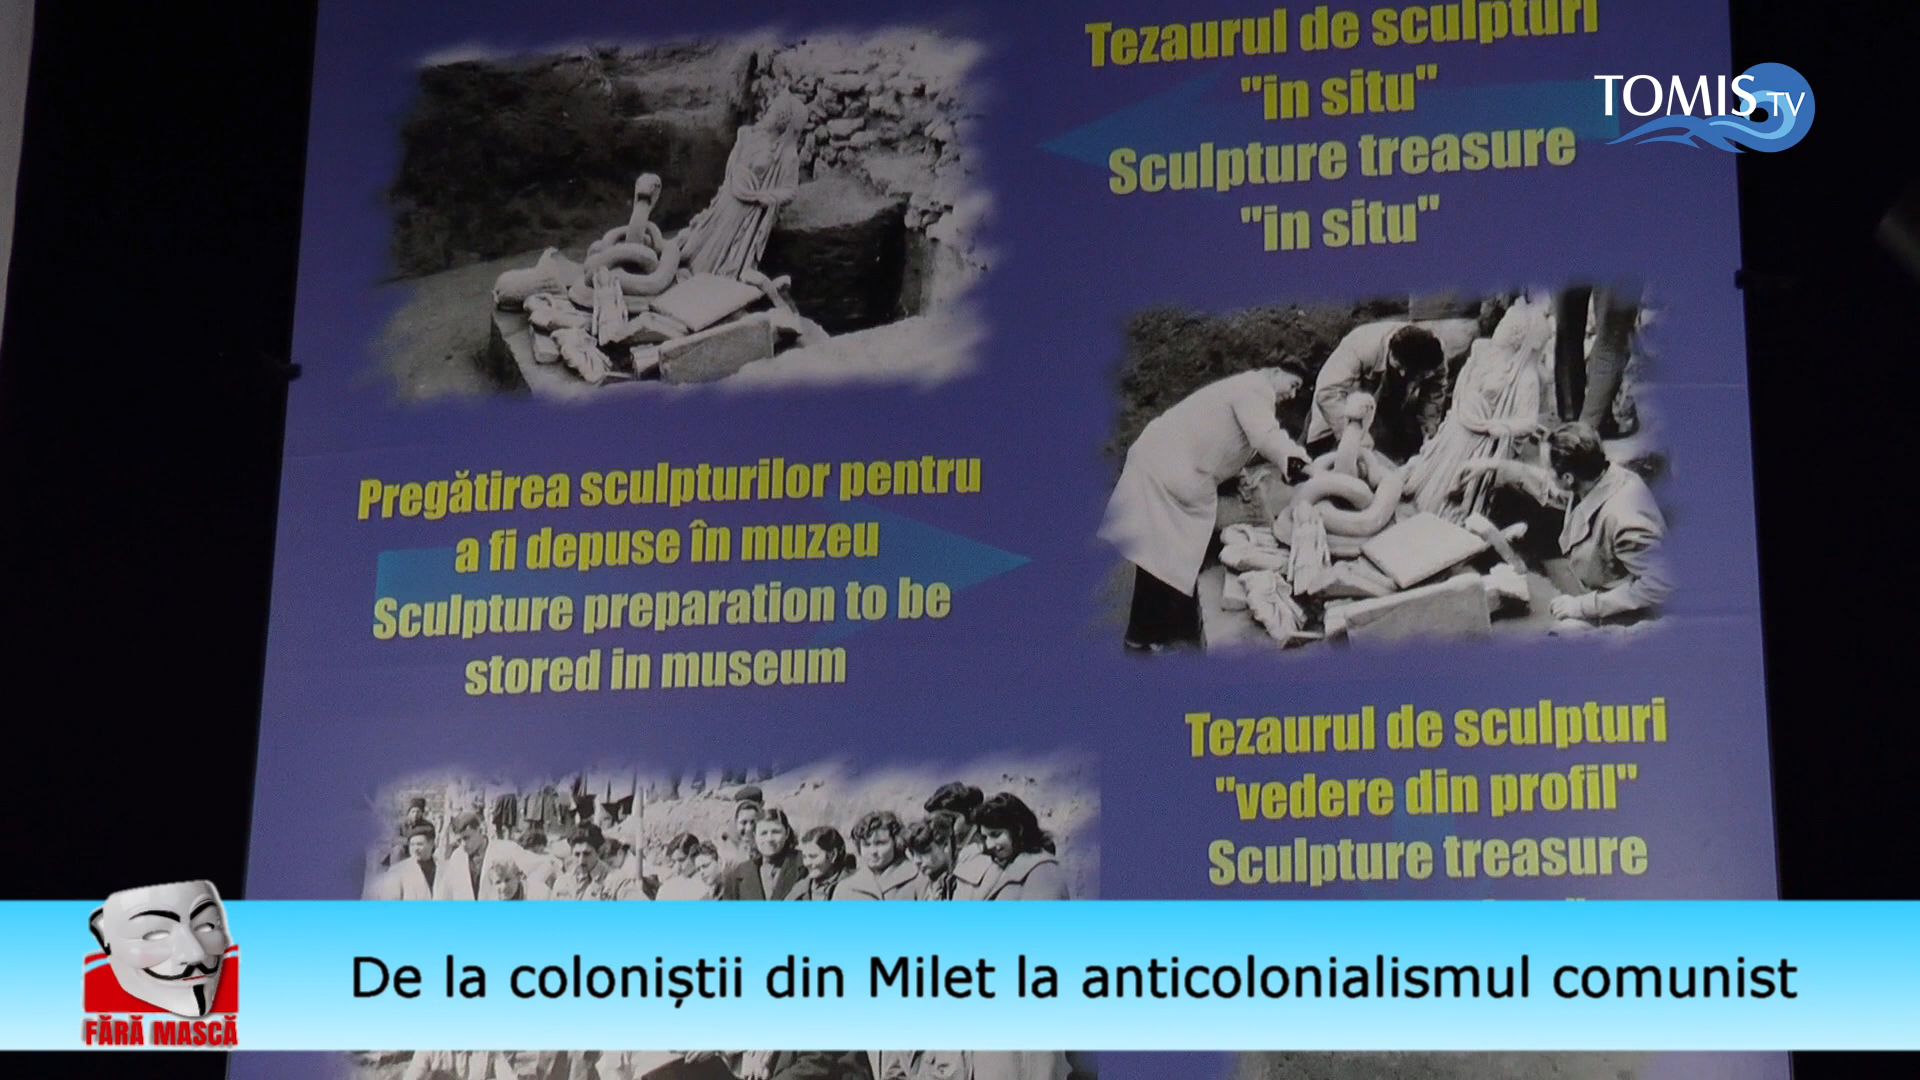 Tezaurul de sculpturi
"in situ"
Sculpture treasure
"in situ"
TOMIS TV
Pregătirea sculpturilor pentru
a fi depuse în muzeu
Sculpture preparation to be
stored in museum
Tezaurul de sculpturi
"vedere din profil"
Sculpture treasure
De la coloniștii din Milet la anticolonialismul comunist
FĂRĂ MASCĂ